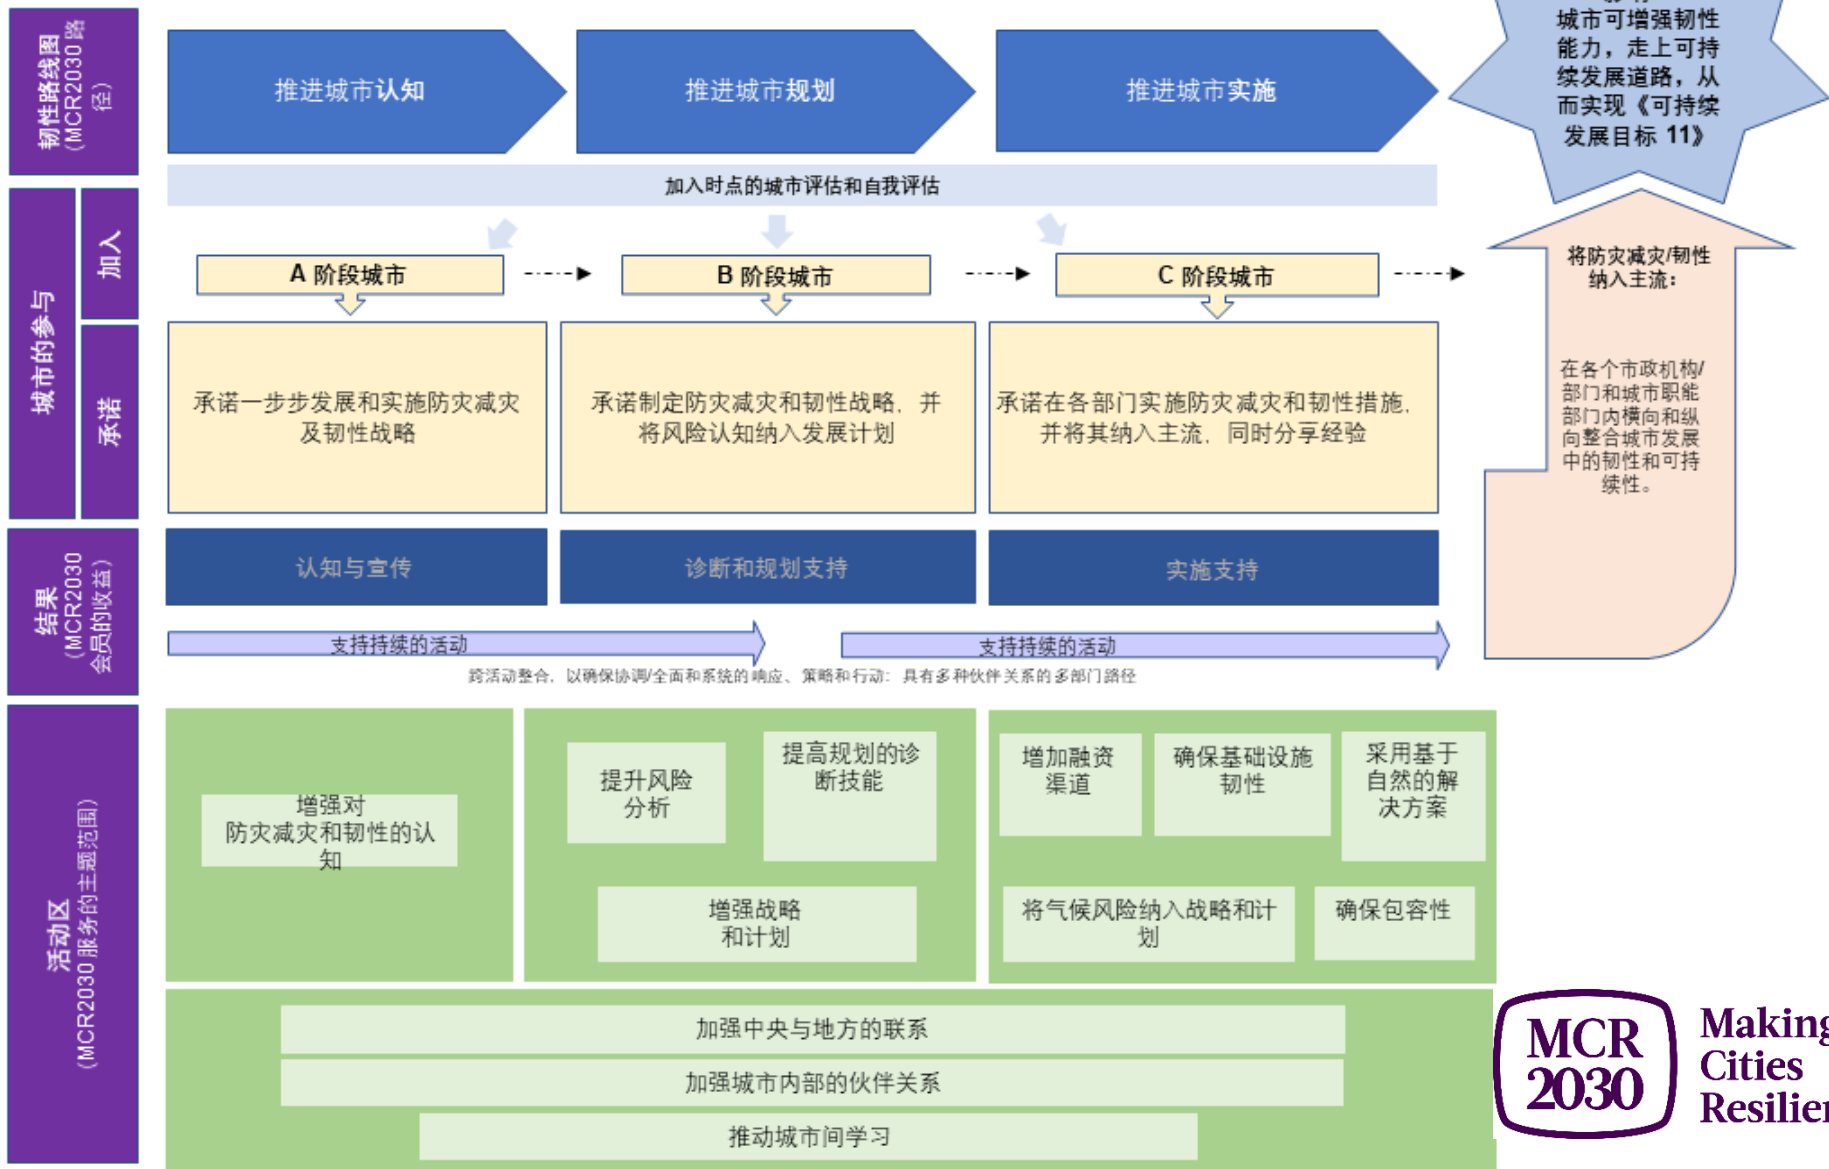 韧性路线图
(MCR2030 路
径)
推进城市认知
推进城市规划
推进城市实施
城市可增强韧性
能力，走上可持
续发展道路，从
而实现《可持续
发展目标 11》
加入时点的城市评估和自我评估
城市的参与
加入
A 阶段城市
B 阶段城市
C 阶段城市
将防灾减灾/韧性
纳入主流：
承诺
承诺一步步发展和实施防灾减灾
及韧性战略
承诺制定防灾减灾和韧性战略，并
将风险认知纳入发展计划
承诺在各部门实施防灾减灾和韧性措施，
并将其纳入主流，同时分享经验
在各个市政机构/
部门和城市职能
部门内横向和纵
向整合城市发展
中的韧性和可持
续性。
结果
(MCR2030
会员的收益)
认知与宣传
诊断和规划支持
实施支持
支持持续的活动
支持持续的活动
跨活动整合，以确保协调/全面和系统的响应、策略和行动：具有多种伙伴关系的多部门路径
活动区
(MCR2030 服务的主题范围)
增强对
防灾减灾和韧性的认
知
提升风险
分析
提高规划的诊
断技能
增强战略
和计划
增加融资
渠道
确保基础设施
韧性
采用基于
自然的解
决方案
将气候风险纳入战略和计
划
确保包容性
加强中央与地方的联系
加强城市内部的伙伴关系
推动城市间学习
MCR
2030
Making
Cities
Resilien